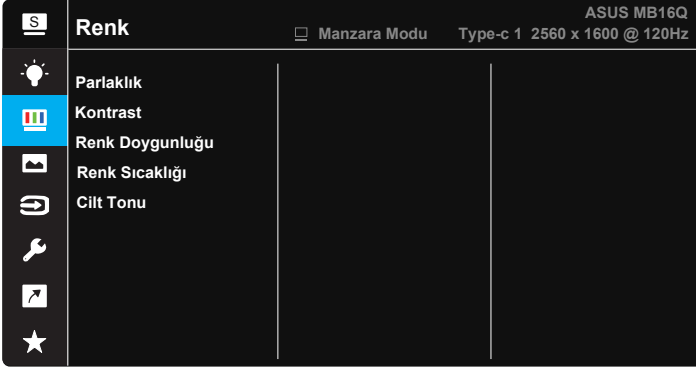 S
Renk
ASUS MB16Q
Manzara Modu Type-c 1 2560 x 1600 @ 120Hz
Parlaklık
Kontrast
Renk Doygunluğu
Renk Sıcaklığı
Cilt Tonu